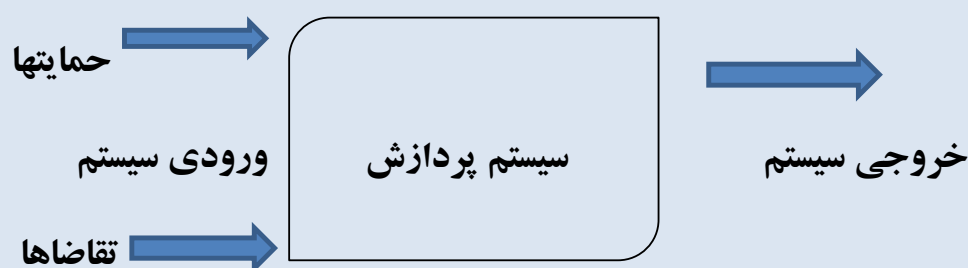 حمایتها
خروجی سیستم
سیستم پردازش
ورودی سیستم
تقاضاها